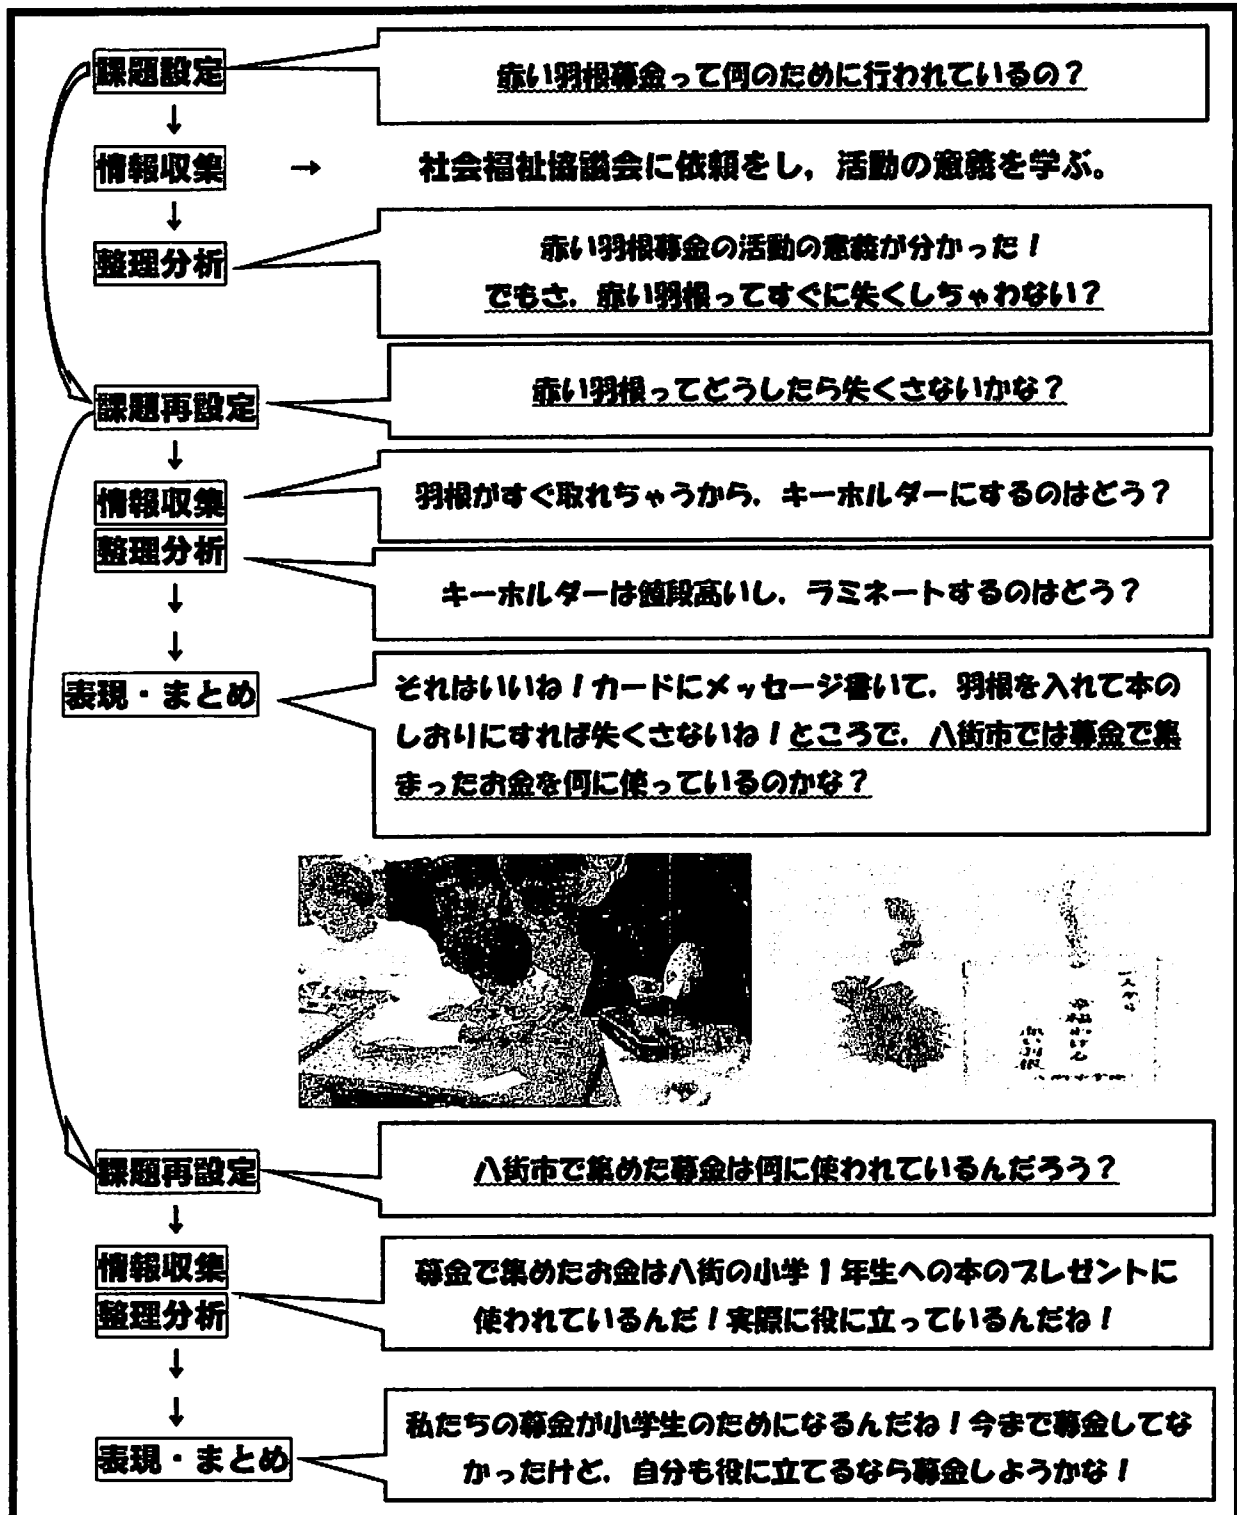 課題設定
赤い羽根募金って何のために行われているの？
↓
情報収集 → 社会福祉協議会に依頼をし，活動の意義を学ぶ。
↓
整理分析
赤い羽根募金の活動の意義が分かった！
でもさ，赤い羽根ってすぐに失くしちゃわない？
課題再設定
赤い羽根ってどうしたら失くさないかな？
↓
情報収集
羽根がすぐ取れちゃうから，キーホルダーにするのはどう？
整理分析
キーホルダーは値段高いし，ラミネートするのはどう？
↓
↓
表現・まとめ
それはいいね！カードにメッセージ書いて，羽根を入れて本の
しおりにすれば失くさないね！ところで，八街市では募金で集
まったお金を何に使っているのかな？
課題再設定
八街市で集めた募金は何に使われているんだろう？
↓
情報収集
整理分析
募金で集めたお金は八街の小学１年生への本のプレゼントに
使われているんだ！実際に役に立っているんだね！
↓
↓
表現・まとめ
私たちの募金が小学生のためになるんだね！今まで募金してな
かったけど，自分も役に立てるなら募金しようかな！